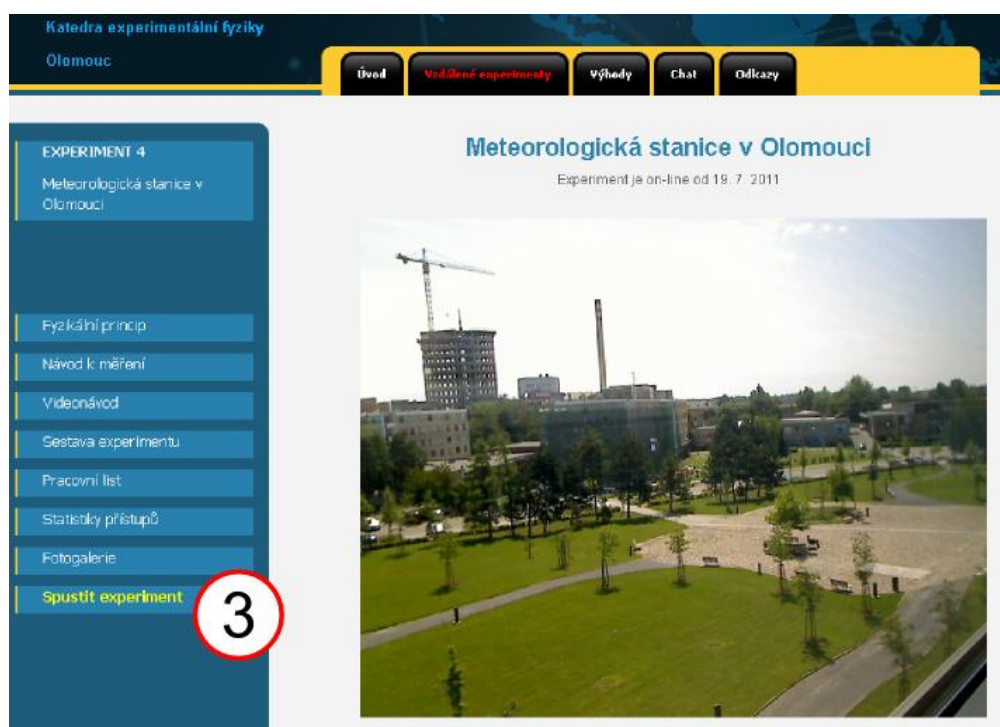 Katedra experimentální fyziky
Olomouc
Úvod
Vzdálené experimenty
Výhody
Chat
Odkazy
EXPERIMENT 4
Meteorologická stanice v
Olomouci
Meteorologická stanice v Olomouci
Experiment je on-line od 19. 7. 2011
Fyzikální princip
Návod k měření
Videonávod
Sestava experimentu
Pracovní list
Statistiky přístupů
Fotogalerie
Spustit experiment
3